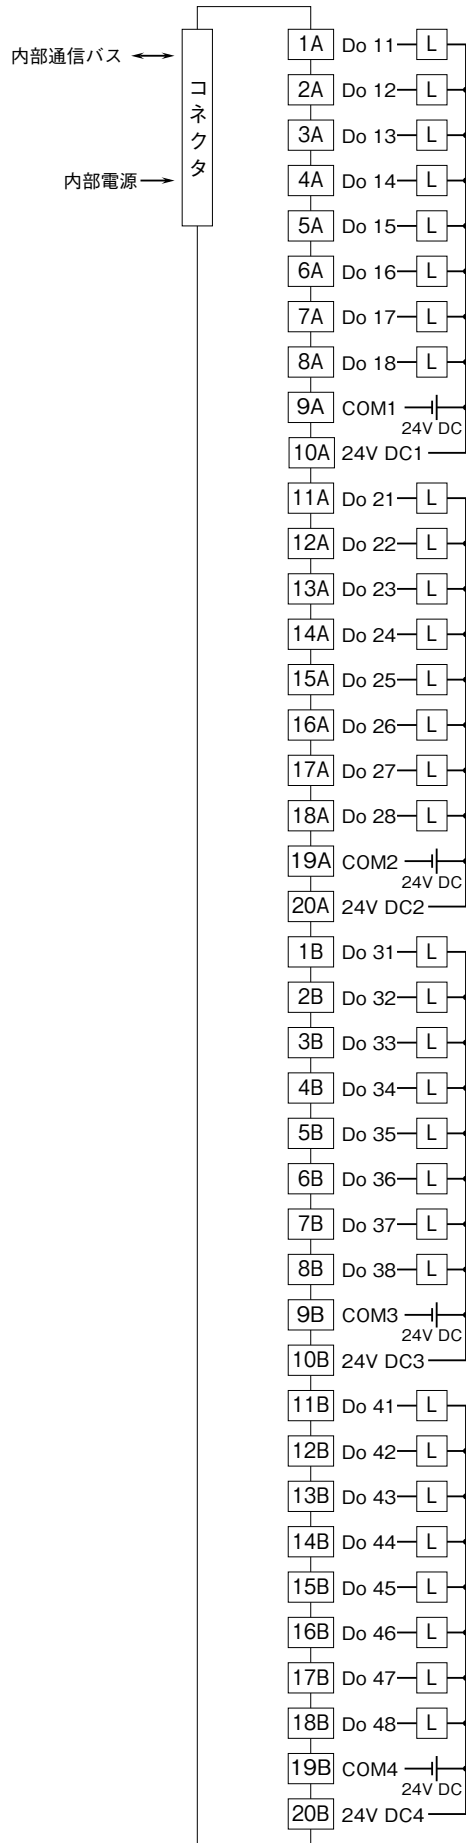 内部通信バス
コネクタ
内部電源
1A Do 11 L
2A Do 12 L
3A Do 13 L
4A Do 14 L
5A Do 15 L
6A Do 16 L
7A Do 17 L
8A Do 18 L
9A COM1
24V DC
10A 24V DC1
11A Do 21 L
12A Do 22 L
13A Do 23 L
14A Do 24 L
15A Do 25 L
16A Do 26 L
17A Do 27 L
18A Do 28 L
19A COM2
24V DC
20A 24V DC2
1B Do 31 L
2B Do 32 L
3B Do 33 L
4B Do 34 L
5B Do 35 L
6B Do 36 L
7B Do 37 L
8B Do 38 L
9B COM3
24V DC
10B 24V DC3
11B Do 41 L
12B Do 42 L
13B Do 43 L
14B Do 44 L
15B Do 45 L
16B Do 46 L
17B Do 47 L
18B Do 48 L
19B COM4
24V DC
20B 24V DC4